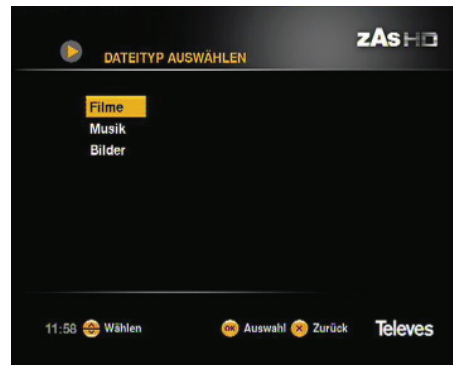 zAs HD
DATEITYP AUSWÄHLEN
Filme
Musik
Bilder
11:58 Wählen OK Auswahl X Zurück Televes